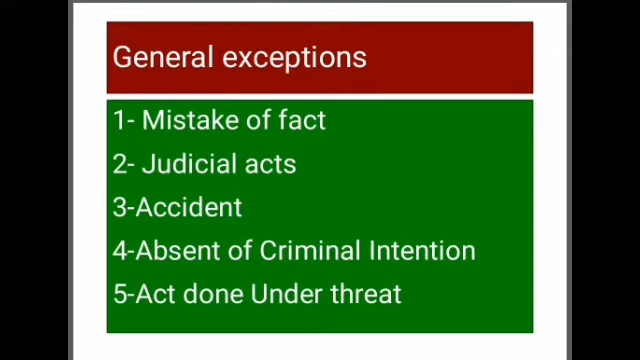 General exceptions
1- Mistake of fact
2- Judicial acts
3-Accident
4-Absent of Criminal Intention
5-Act done Under threat